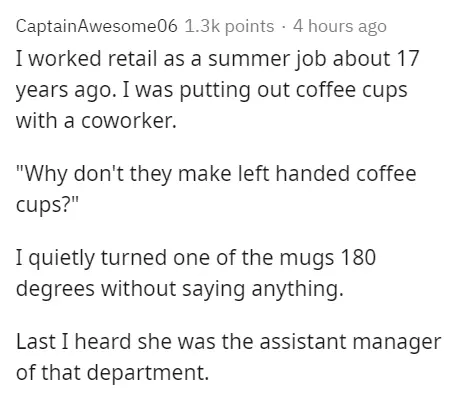 CaptainAwesome06 1.3k points · 4 hours ago
I worked retail as a summer job about 17
years ago. I was putting out coffee cups
with a coworker.
"Why don't they make left handed coffee
cups?"
I quietly turned one of the mugs 180
degrees without saying anything.
Last I heard she was the assistant manager
of that department.